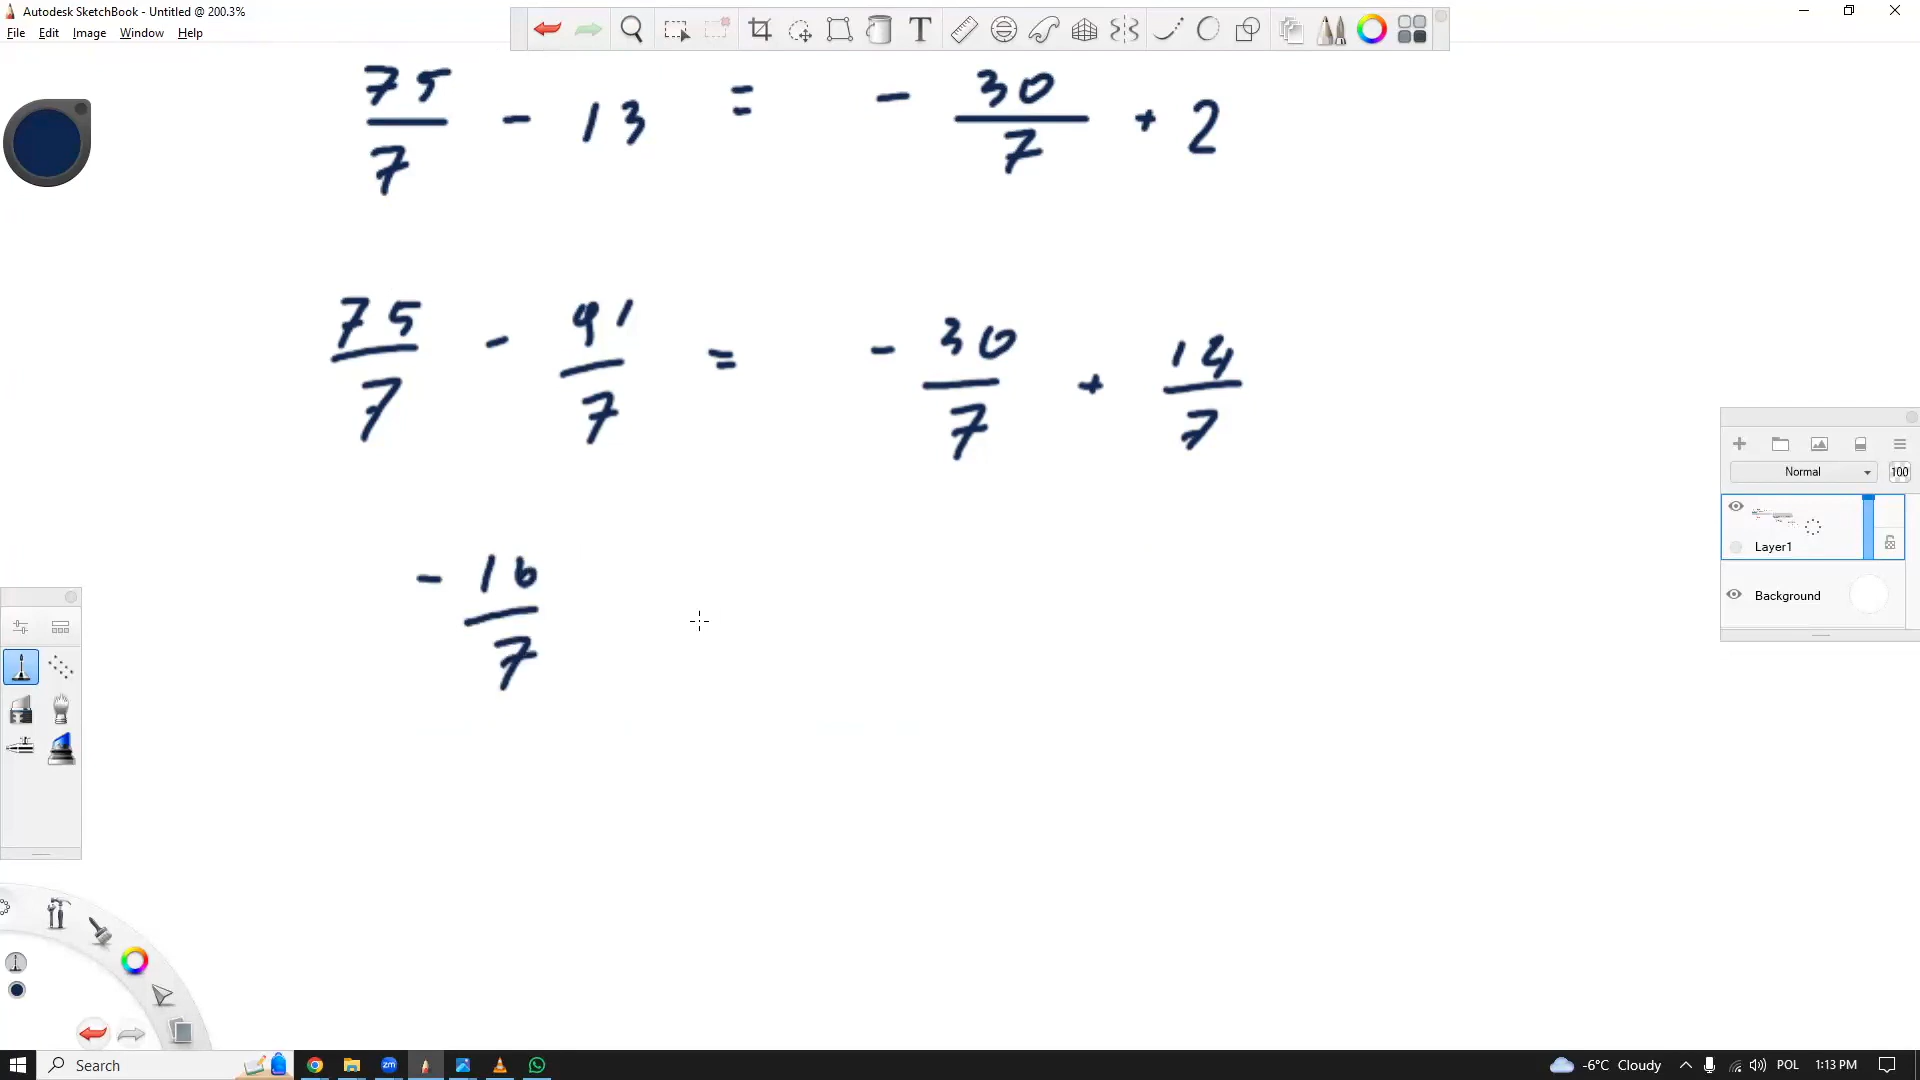 Autodesk SketchBook - Untitled @ 200.3%
File Edit Image Window Help
75/7 - 13 = - 30/7 + 2
75/7 - 91/7 = - 30/7 + 14/7
- 16/7
Normal 100
Layer1
Background
Search
zm
-6°C Cloudy
POL
1:13 PM